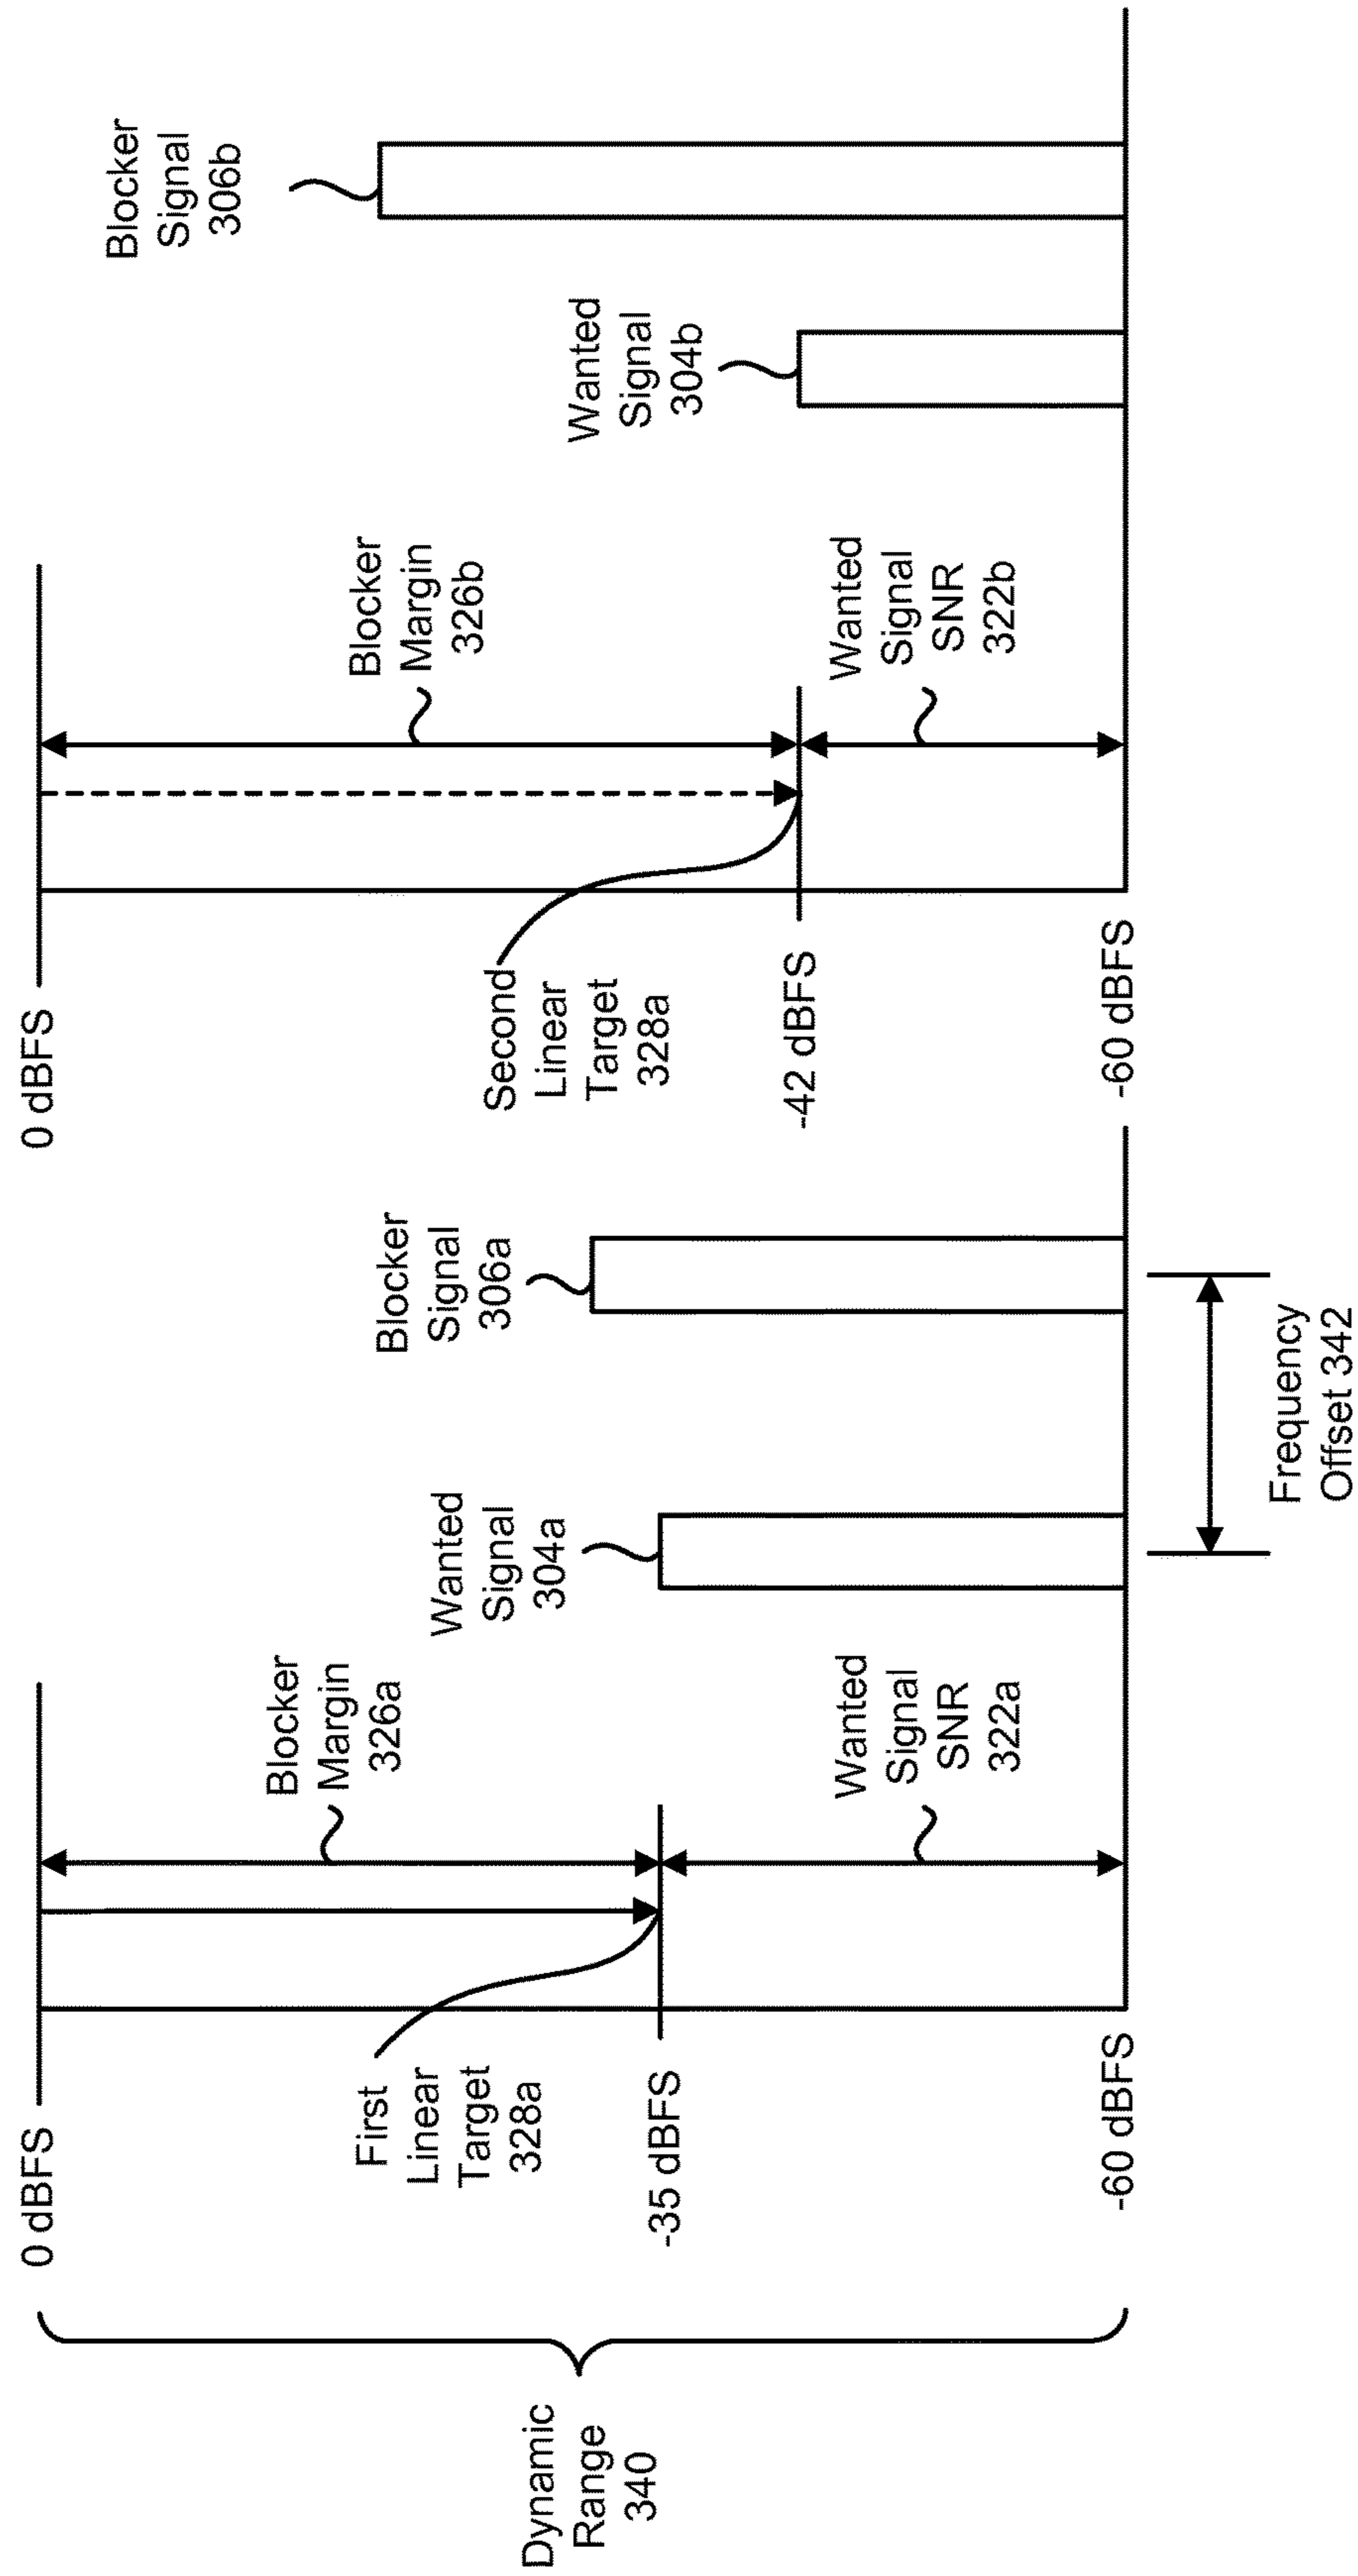 Dynamic
Range
340
0 dBFS
First
Linear
Target
328a
-35 dBFS
-60 dBFS
Blocker
Margin
326a
Wanted
Signal
SNR
322a
Wanted
Signal
304a
Blocker
Signal
306a
Frequency
Offset 342
0 dBFS
Second
Linear
Target
328a
-42 dBFS
-60 dBFS
Blocker
Margin
326b
Wanted
Signal
SNR
322b
Wanted
Signal
304b
Blocker
Signal
306b